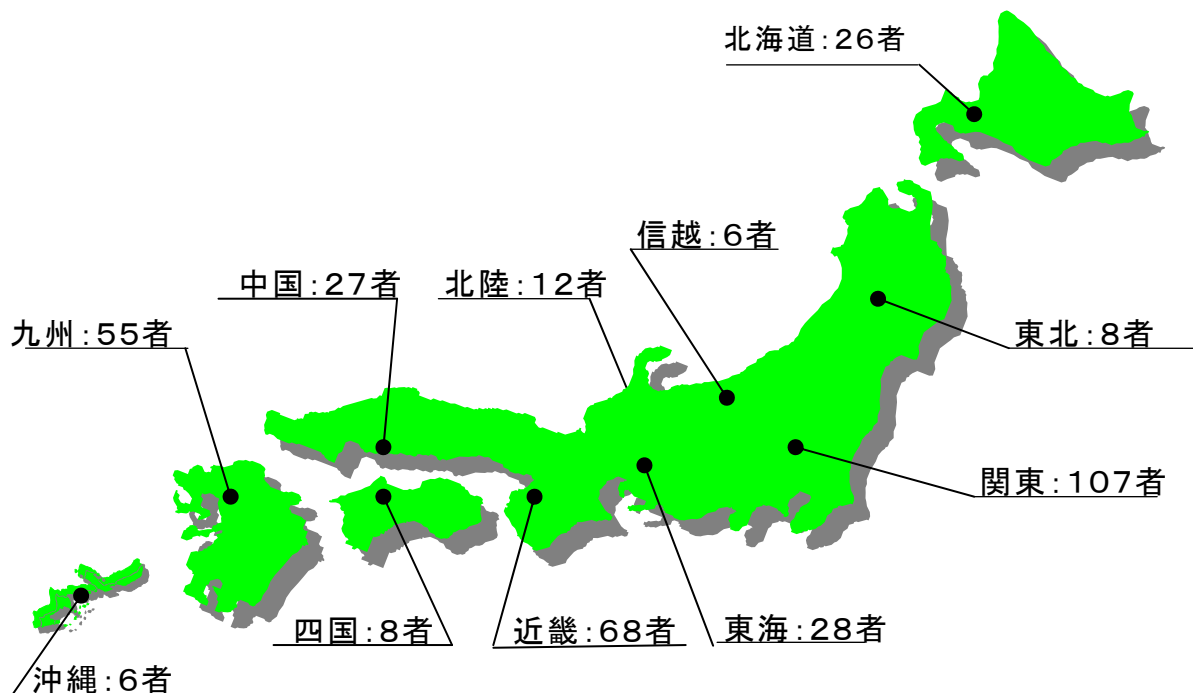 北海道:26者
信越:6者
中国:27者
北陸:12者
九州:55者
東北:8者
関東:107者
四国:8者
近畿:68者
東海:28者
沖縄:6者